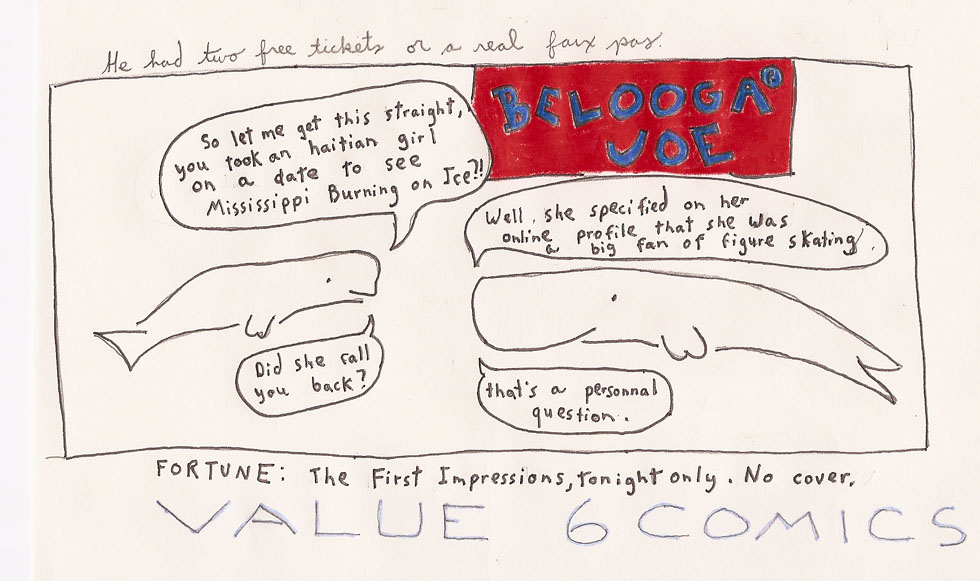 He had two free tickets or a real faux pas.
BELOOGA®
JOE
So let me get this straight,
you took an haitian girl
on a date to see
Mississippi Burning on Ice?!!
Well, she specified on her
online profile that she was
a big fan of figure skating.
Did she call
you back?
that's a personnal
question.
FORTUNE: The First Impressions, tonight only. No cover.
VALUE 6 COMICS